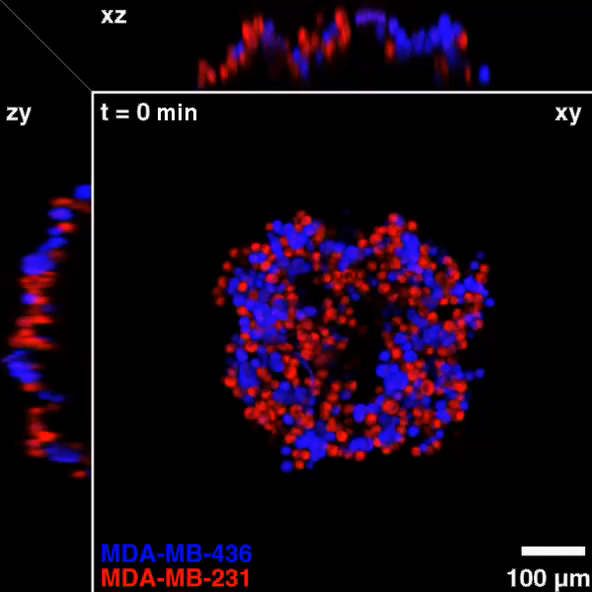 xz
zy
t = 0 min
xy
MDA-MB-436
MDA-MB-231
100 µm